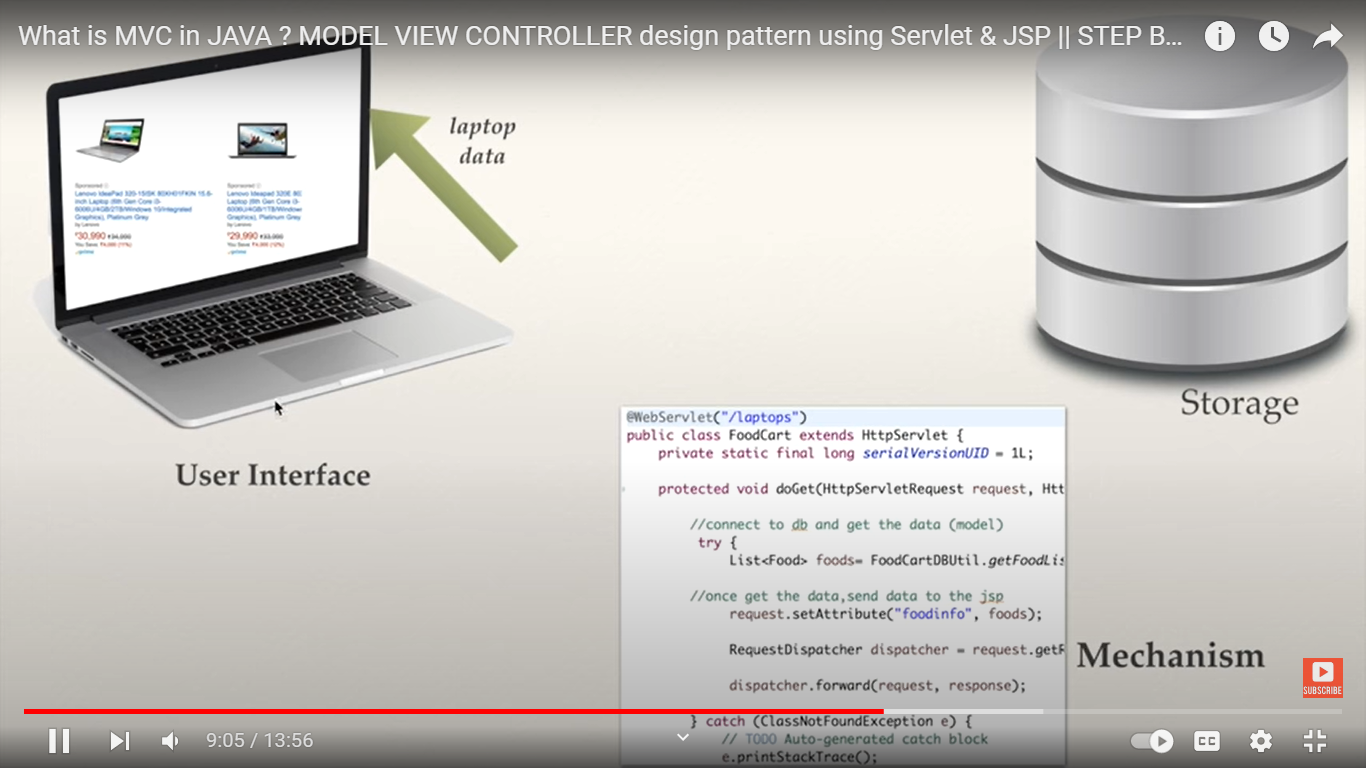 What is MVC in JAVA ? MODEL VIEW CONTROLLER design pattern using Servlet & JSP || STEP B...
laptop
data
Sponsored
Lenovo IdeaPad 320-15ISK 80XH01FKIN 15.6-
inch Laptop (6th Gen Core i3-
6006U/4GB/2TB/Windows 10/Integrated
Graphics), Platinum Grey
by Lenovo
₹30,990 ₹34,990
You Save: ₹4,000 (11%)
prime
Sponsored
Lenovo Ideapad 320E 80
Laptop (6th Gen Core i3-
6006U/4GB/1TB/Window
Graphics), Platinum Grey
by Lenovo
₹29,990 ₹33,990
You Save: ₹4,000 (12%)
prime
User Interface
Storage
@WebServlet("/laptops")
public class FoodCart extends HttpServlet {
private static final long serialVersionUID = 1L;
protected void doGet(HttpServletRequest request, Htt
//connect to db and get the data (model)
try {
List<Food> foods= FoodCartDBUtil.getFoodLis
//once get the data,send data to the jsp
request.setAttribute("foodinfo", foods);
RequestDispatcher dispatcher = request.getR
dispatcher.forward(request, response);
} catch (ClassNotFoundException e) {
// TODO Auto-generated catch block
e.printStackTrace();
Mechanism
SUBSCRIBE
9:05 / 13:56
CC